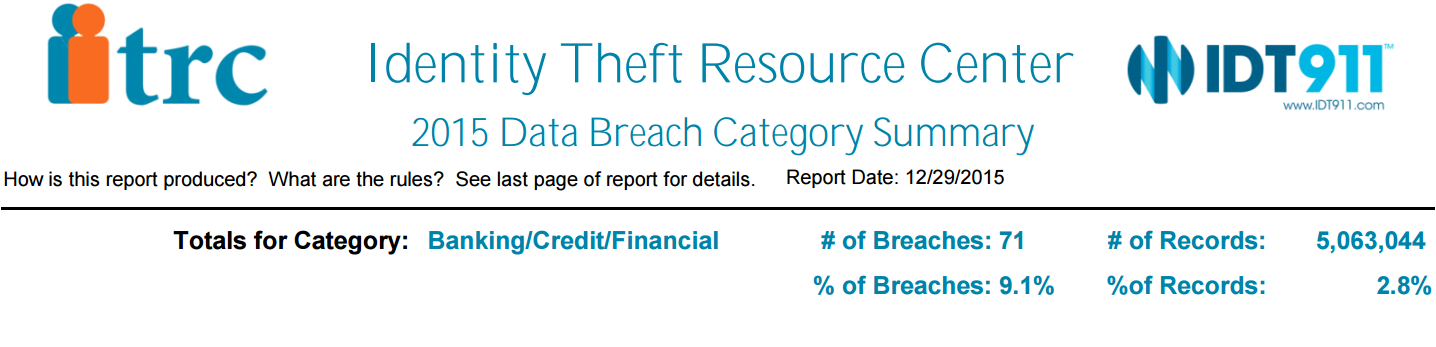 itrc
Identity Theft Resource Center
IDT911™
www.IDT911.com
2015 Data Breach Category Summary
How is this report produced?  What are the rules?  See last page of report for details.  Report Date: 12/29/2015
Totals for Category: Banking/Credit/Financial # of Breaches: 71 # of Records: 5,063,044
% of Breaches: 9.1% %of Records: 2.8%